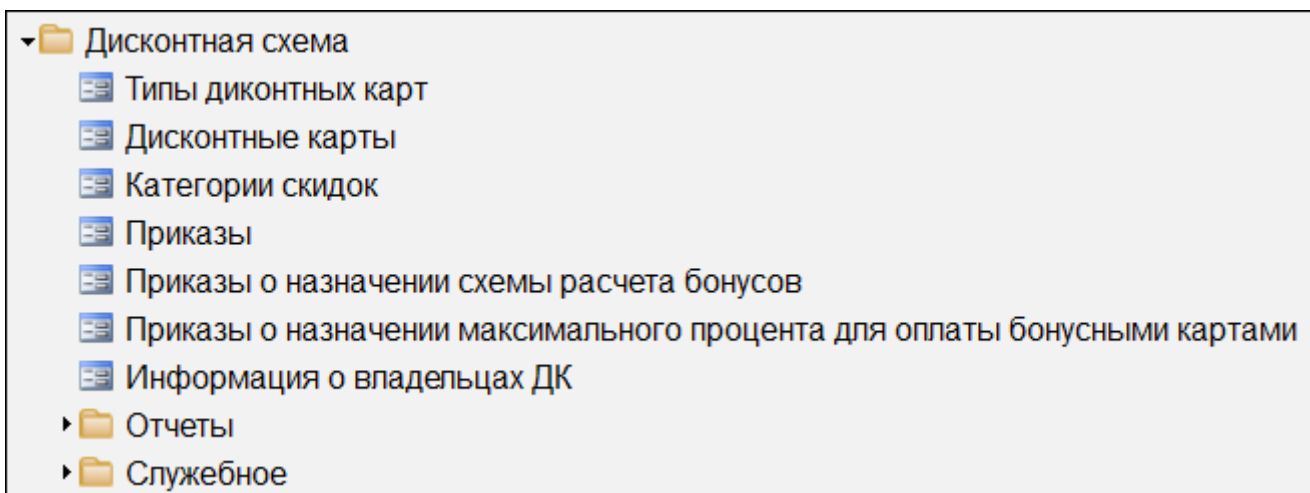 Дисконтная схема
Типы диконтных карт
Дисконтные карты
Категории скидок
Приказы
Приказы о назначении схемы расчета бонусов
Приказы о назначении максимального процента для оплаты бонусными картами
Информация о владельцах ДК
Отчеты
Служебное